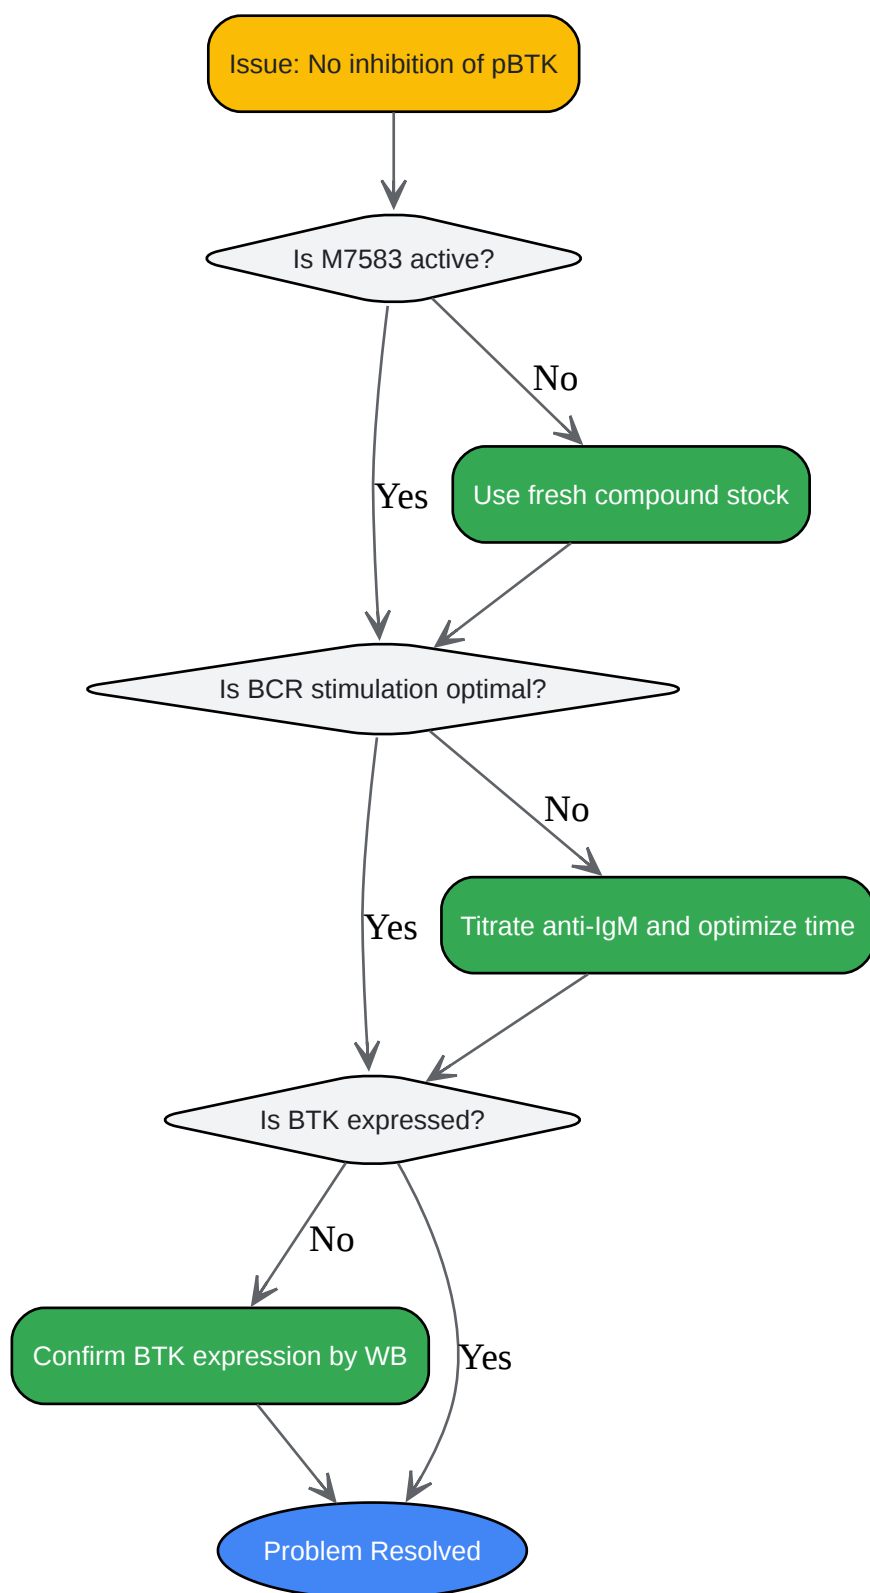 Issue: No inhibition of pBTK
Is M7583 active?
No
Use fresh compound stock
Yes
Is BCR stimulation optimal?
No
Titrate anti-IgM and optimize time
Yes
Is BTK expressed?
No
Confirm BTK expression by WB
Yes
Problem Resolved